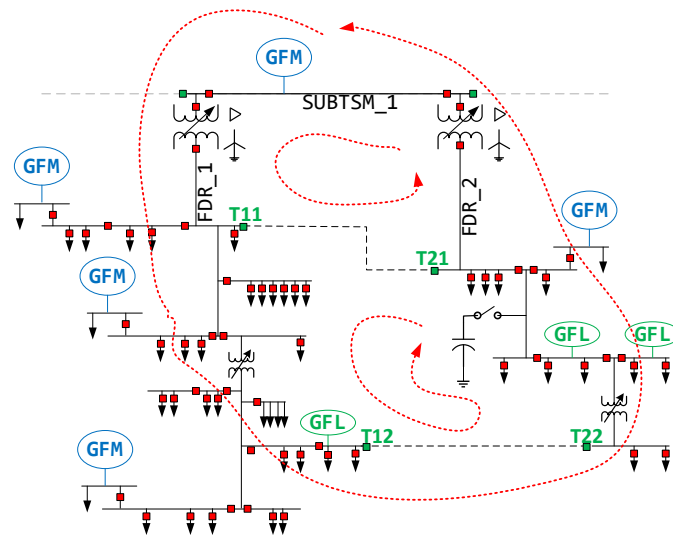 GFM
SUBTSM_1
FDR_1
FDR_2
GFM
T11
GFM
T21
GFM
GFL
GFL
GFL
T12
T22
GFM